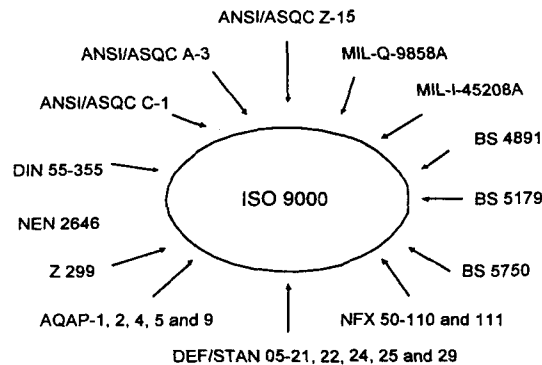 ANSI/ASQC Z-15
ANSI/ASQC A-3
MIL-Q-9858A
ANSI/ASQC C-1
MIL-I-45208A
BS 4891
DIN 55-355
ISO 9000
BS 5179
NEN 2646
Z 299
BS 5750
AQAP-1, 2, 4, 5 and 9
NFX 50-110 and 111
DEF/STAN 05-21, 22, 24, 25 and 29